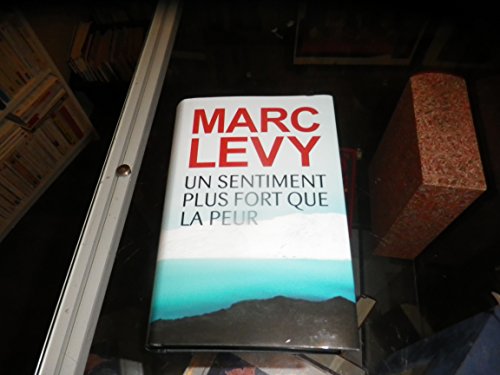 MARC
LEVY
UN SENTIMENT
PLUS FORT QUE
LA PEUR